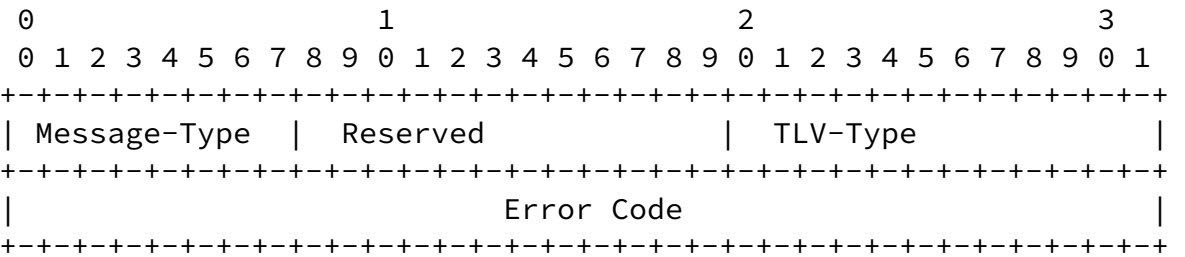 0                   1                   2                   3
 0 1 2 3 4 5 6 7 8 9 0 1 2 3 4 5 6 7 8 9 0 1 2 3 4 5 6 7 8 9 0 1
+-+-+-+-+-+-+-+-+-+-+-+-+-+-+-+-+-+-+-+-+-+-+-+-+-+-+-+-+-+-+-+-+
| Message-Type  |  Reserved             |  TLV-Type             |
+-+-+-+-+-+-+-+-+-+-+-+-+-+-+-+-+-+-+-+-+-+-+-+-+-+-+-+-+-+-+-+-+
|                           Error Code                          |
+-+-+-+-+-+-+-+-+-+-+-+-+-+-+-+-+-+-+-+-+-+-+-+-+-+-+-+-+-+-+-+-+